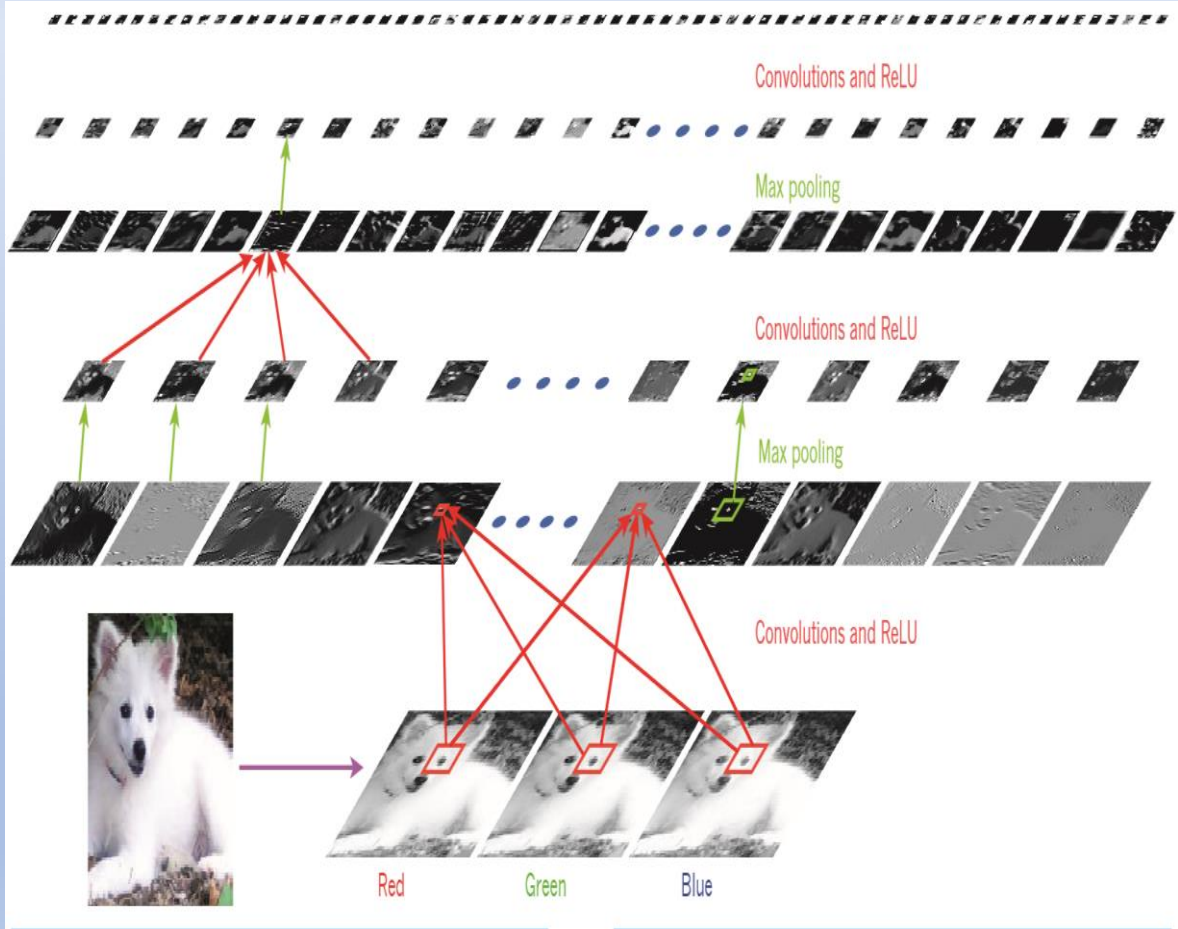 Convolutions and ReLU
Max pooling
Convolutions and ReLU
Max pooling
Convolutions and ReLU
Red
Green
Blue